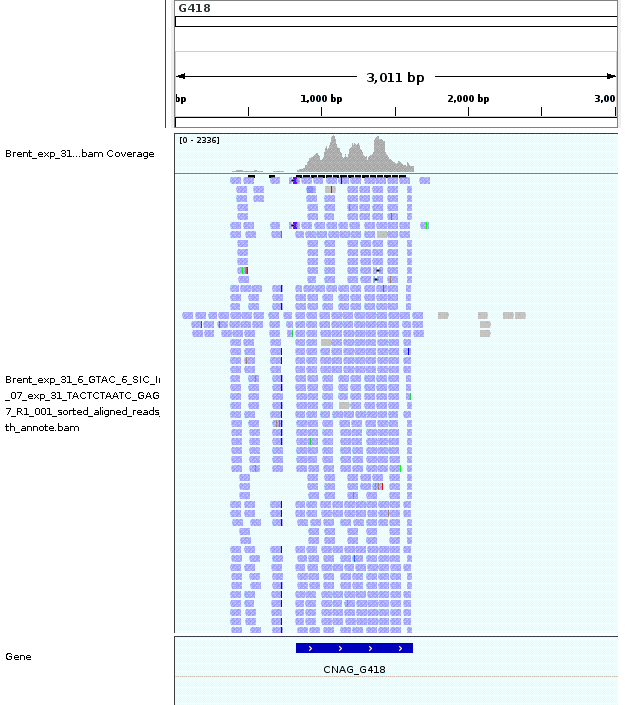 G418
3,011 bp
bp 1,000 bp 2,000 bp 3,00
[0 - 2336]
Brent_exp_31...bam Coverage
Brent_exp_31_6_GTAC_6_SIC_I
_07_exp_31_TACTCTAATC_GAG
7_R1_001_sorted_aligned_reads_
th_annote.bam
Gene
CNAG_G418